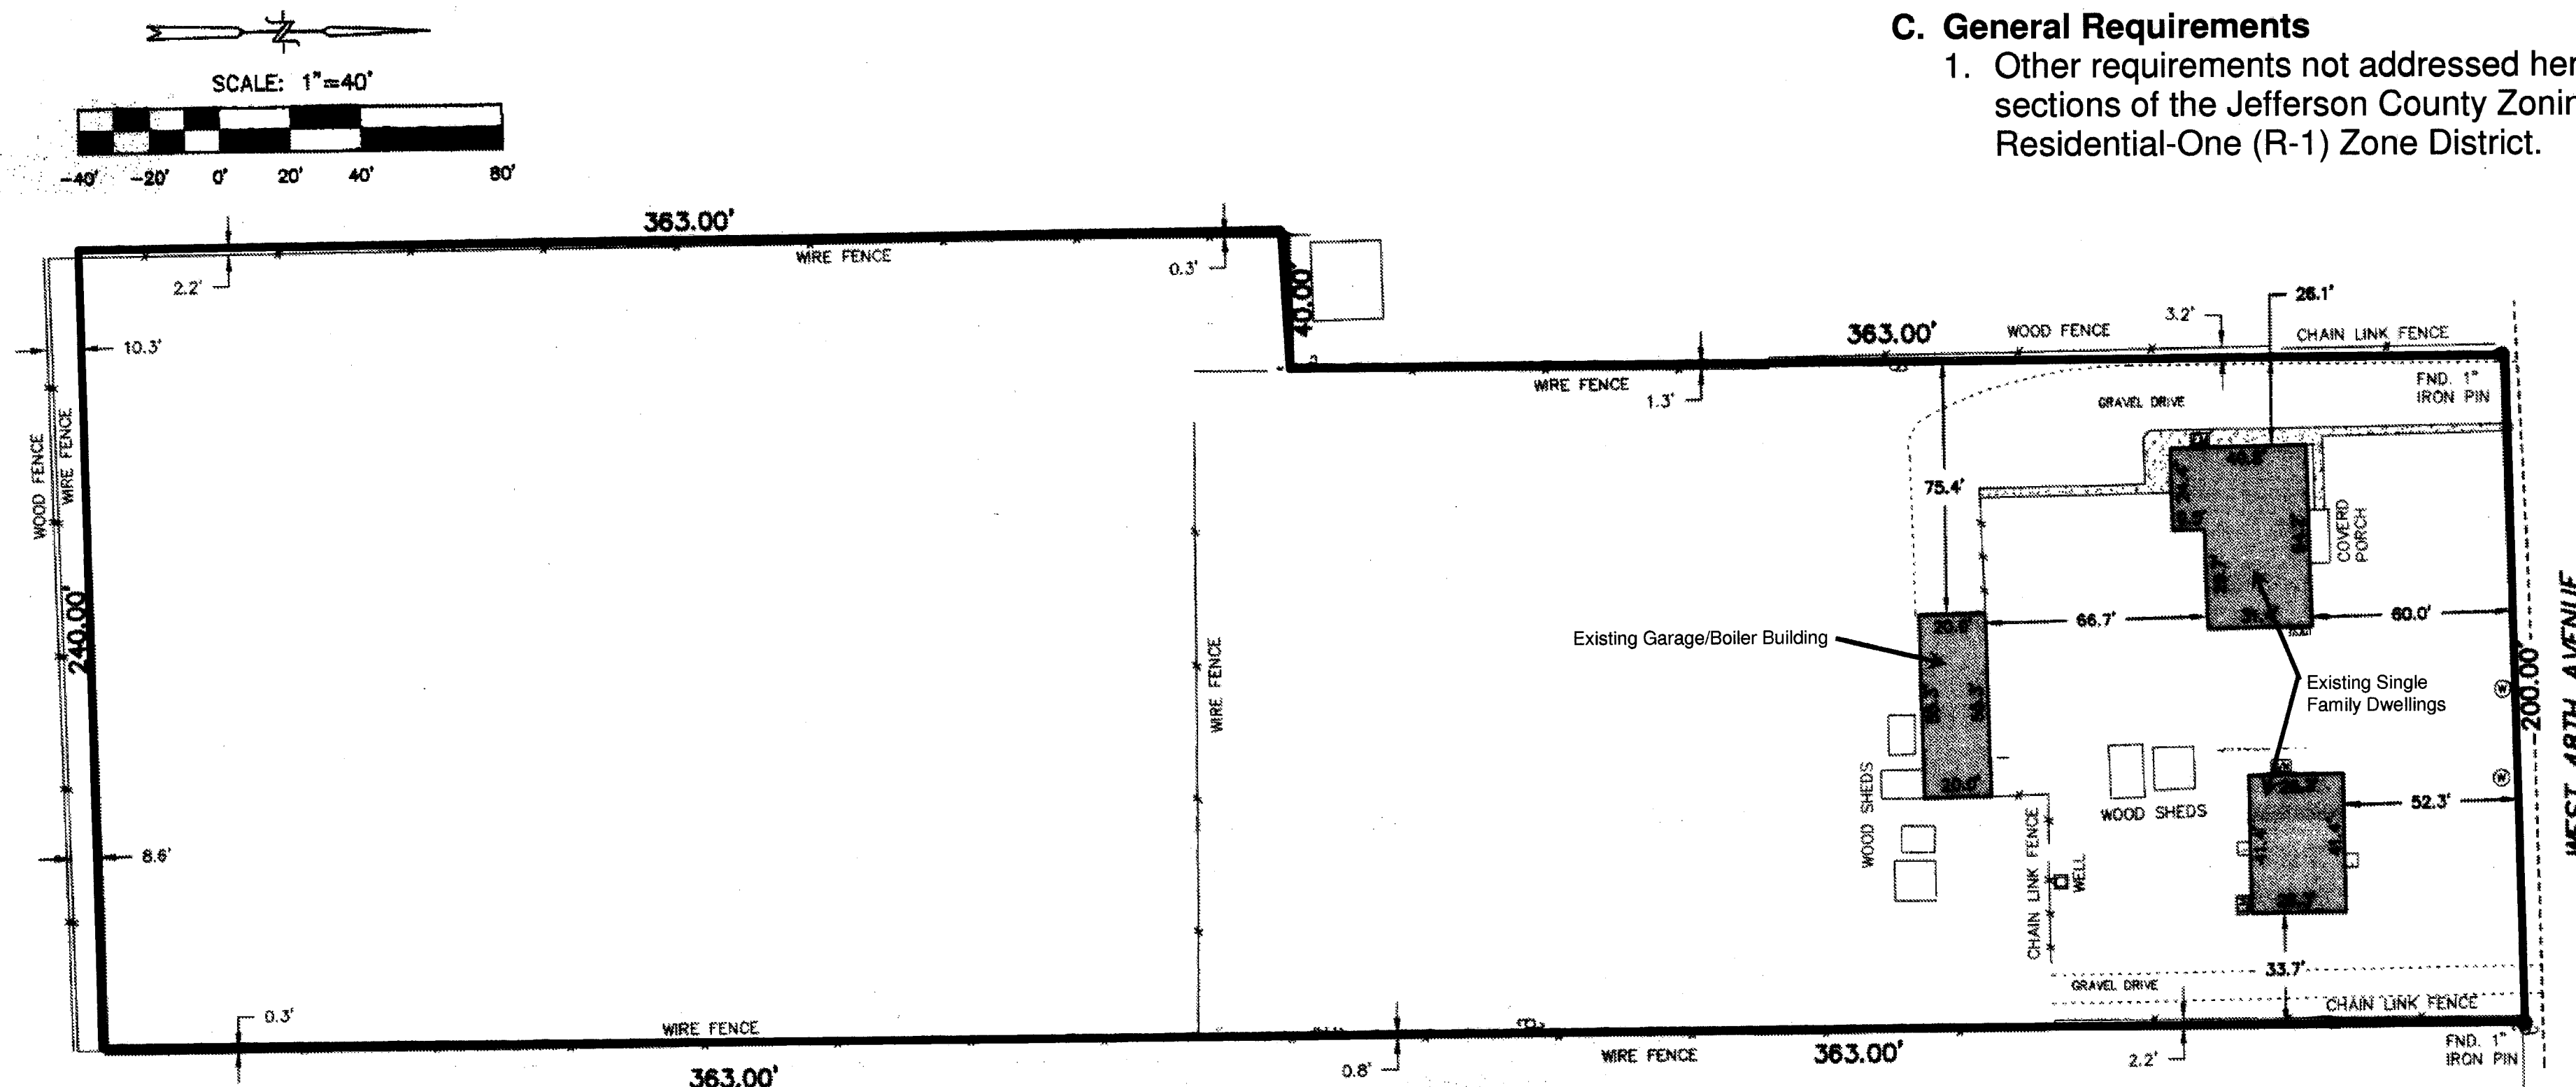 C. General Requirements
1. Other requirements not addressed her
sections of the Jefferson County Zonin
Residential-One (R-1) Zone District.
SCALE: 1"=40'
-40' -20' 0' 20' 40' 80'
363.00'
WIRE FENCE
2.2'
0.3'
40.00'
10.3'
WOOD FENCE
WIRE FENCE
240.00'
8.6'
363.00'
WOOD FENCE
3.2'
26.1'
CHAIN LINK FENCE
WIRE FENCE
1.3'
GRAVEL DRIVE
FND. 1"
IRON PIN
75.4'
COVERD
PORCH
66.7'
60.0'
Existing Garage/Boiler Building
20.0'
WIRE FENCE
Existing Single
Family Dwellings
W
200.00'
WEST 48TH AVENUE
W
WOOD SHEDS
WOOD SHEDS
52.3'
CHAIN LINK FENCE
WELL
33.7'
GRAVEL DRIVE
CHAIN LINK FENCE
0.3'
WIRE FENCE
363.00'
0.8'
WIRE FENCE
363.00'
2.2'
FND. 1"
IRON PIN